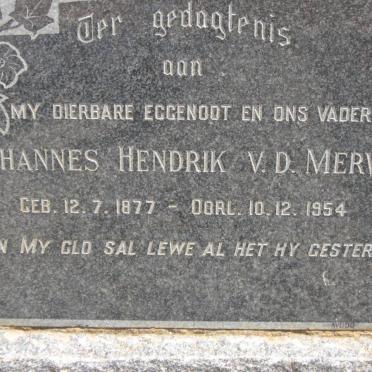 Ter gedagtenis
aan
MY DIERBARE EGGENOOT EN ONS VADER
HANNES HENDRIK V.D. MERW
GEB. 12.7.1877 - OORL. 10.12.1954
N MY GLO SAL LEWE AL HET HY GESTER